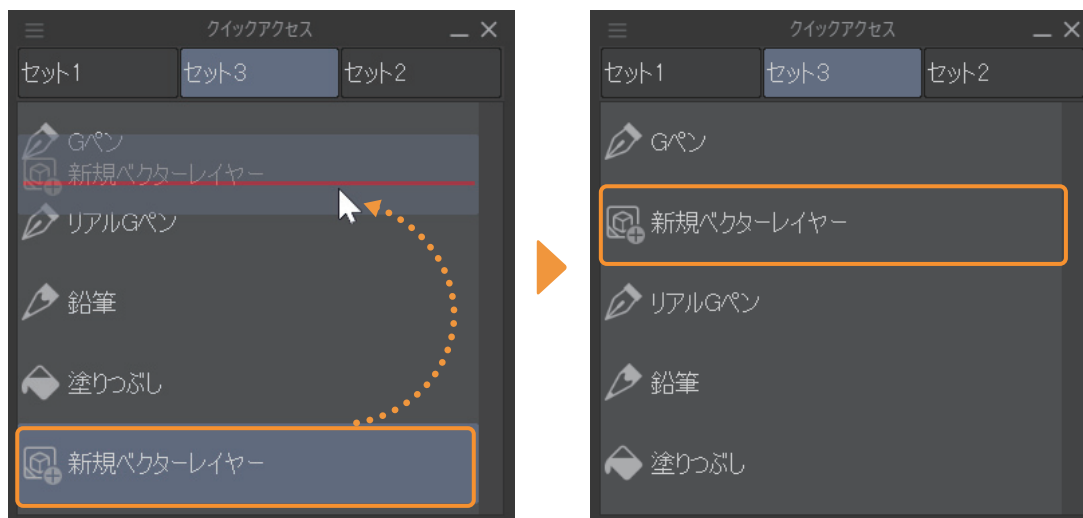 クイックアクセス
セット1 セット3 セット2
Gペン
新規ベクターレイヤー
リアルGペン
鉛筆
塗りつぶし
新規ベクターレイヤー
クイックアクセス
セット1 セット3 セット2
Gペン
新規ベクターレイヤー
リアルGペン
鉛筆
塗りつぶし